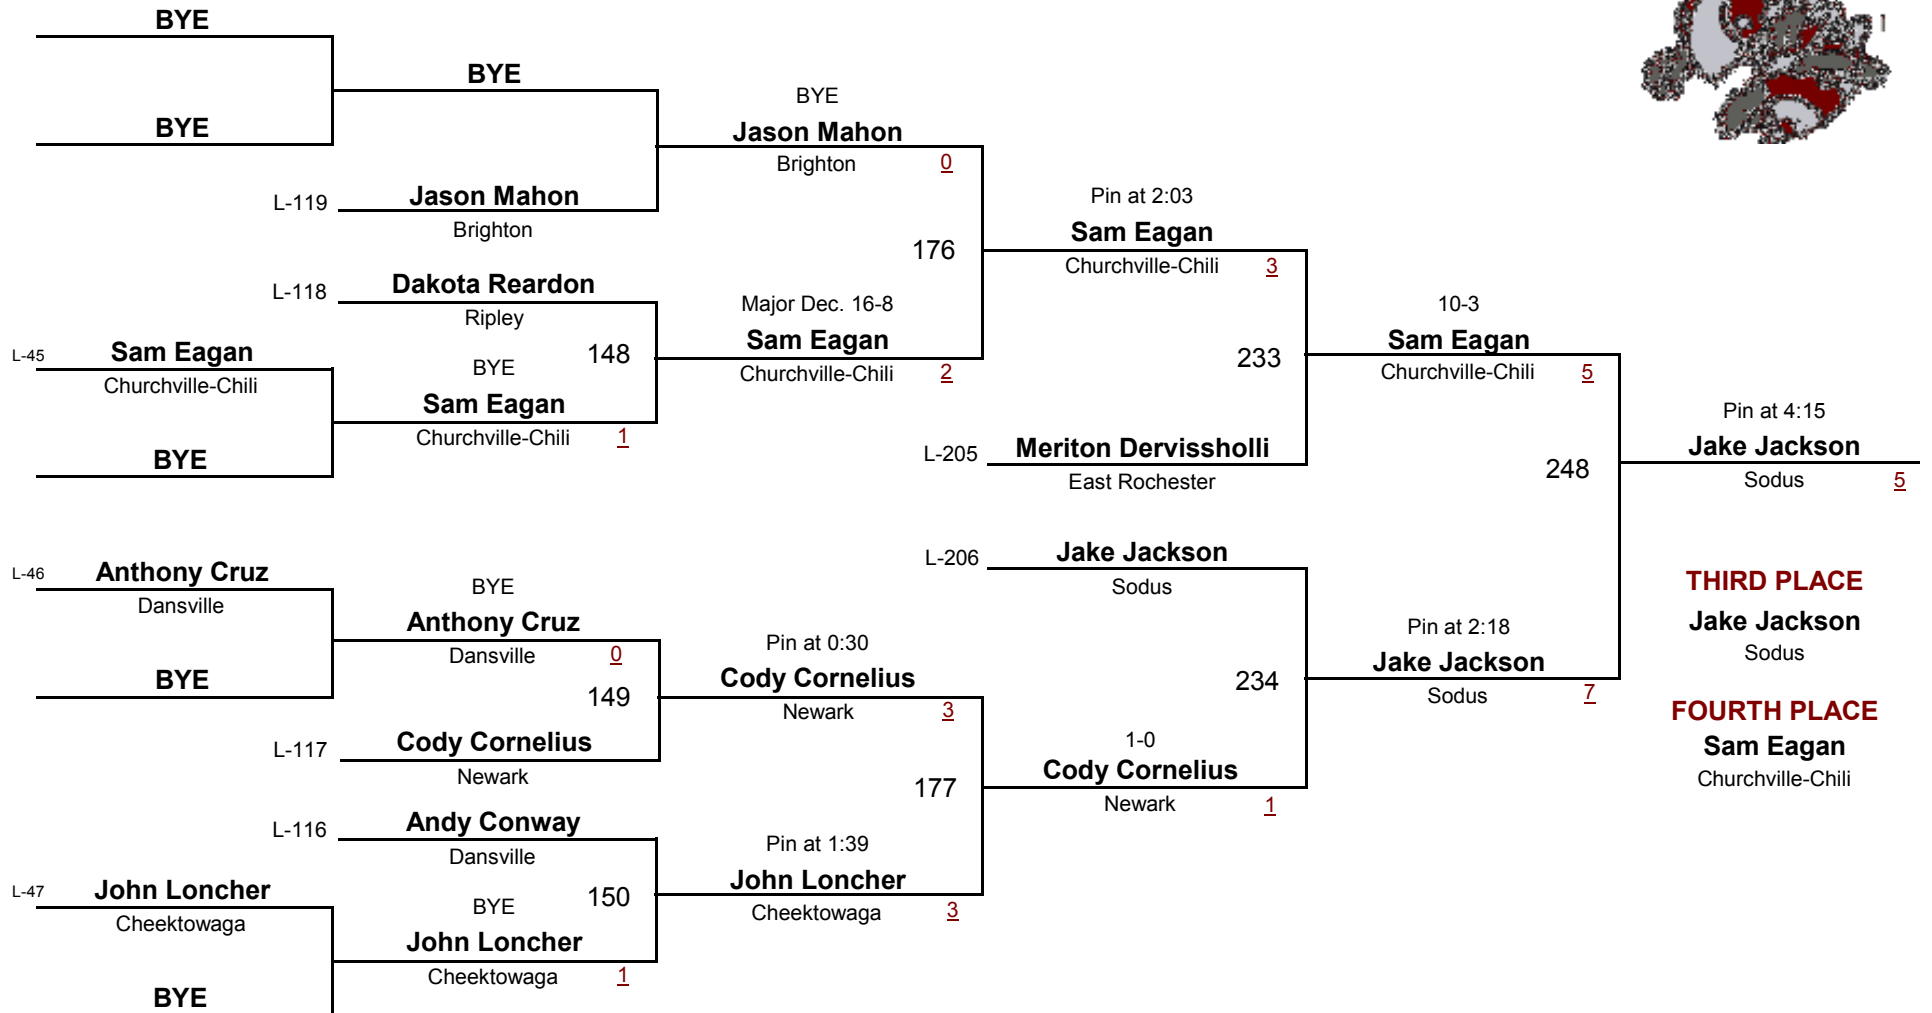 BYE
BYE
BYE
BYE
Jason Mahon
Brighton 0
L-119 Jason Mahon
Brighton
Pin at 2:03
Sam Eagan
Churchville-Chili 3
176
L-118 Dakota Reardon
Ripley
Major Dec. 16-8
Sam Eagan
Churchville-Chili 2
10-3
Sam Eagan
Churchville-Chili 5
L-45 Sam Eagan
Churchville-Chili
BYE
148
Sam Eagan
Churchville-Chili 1
233
BYE
L-205 Meriton Dervissholli
East Rochester
248
Pin at 4:15
Jake Jackson
Sodus 5
L-46 Anthony Cruz
Dansville
BYE
Anthony Cruz
Dansville 0
BYE
149
L-206 Jake Jackson
Sodus
Pin at 0:30
Cody Cornelius
Newark 3
234
Pin at 2:18
Jake Jackson
Sodus 7
THIRD PLACE
Jake Jackson
Sodus
FOURTH PLACE
Sam Eagan
Churchville-Chili
L-117 Cody Cornelius
Newark
177
1-0
Cody Cornelius
Newark 1
L-116 Andy Conway
Dansville
Pin at 1:39
John Loncher
Cheektowaga 3
L-47 John Loncher
Cheektowaga
BYE
150
John Loncher
Cheektowaga 1
BYE